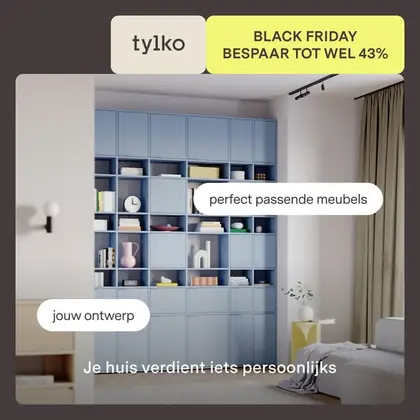 tylko
BLACK FRIDAY
BESPAAR TOT WEL 43%
perfect passende meubels
jouw ontwerp
Je huis verdient iets persoonlijks